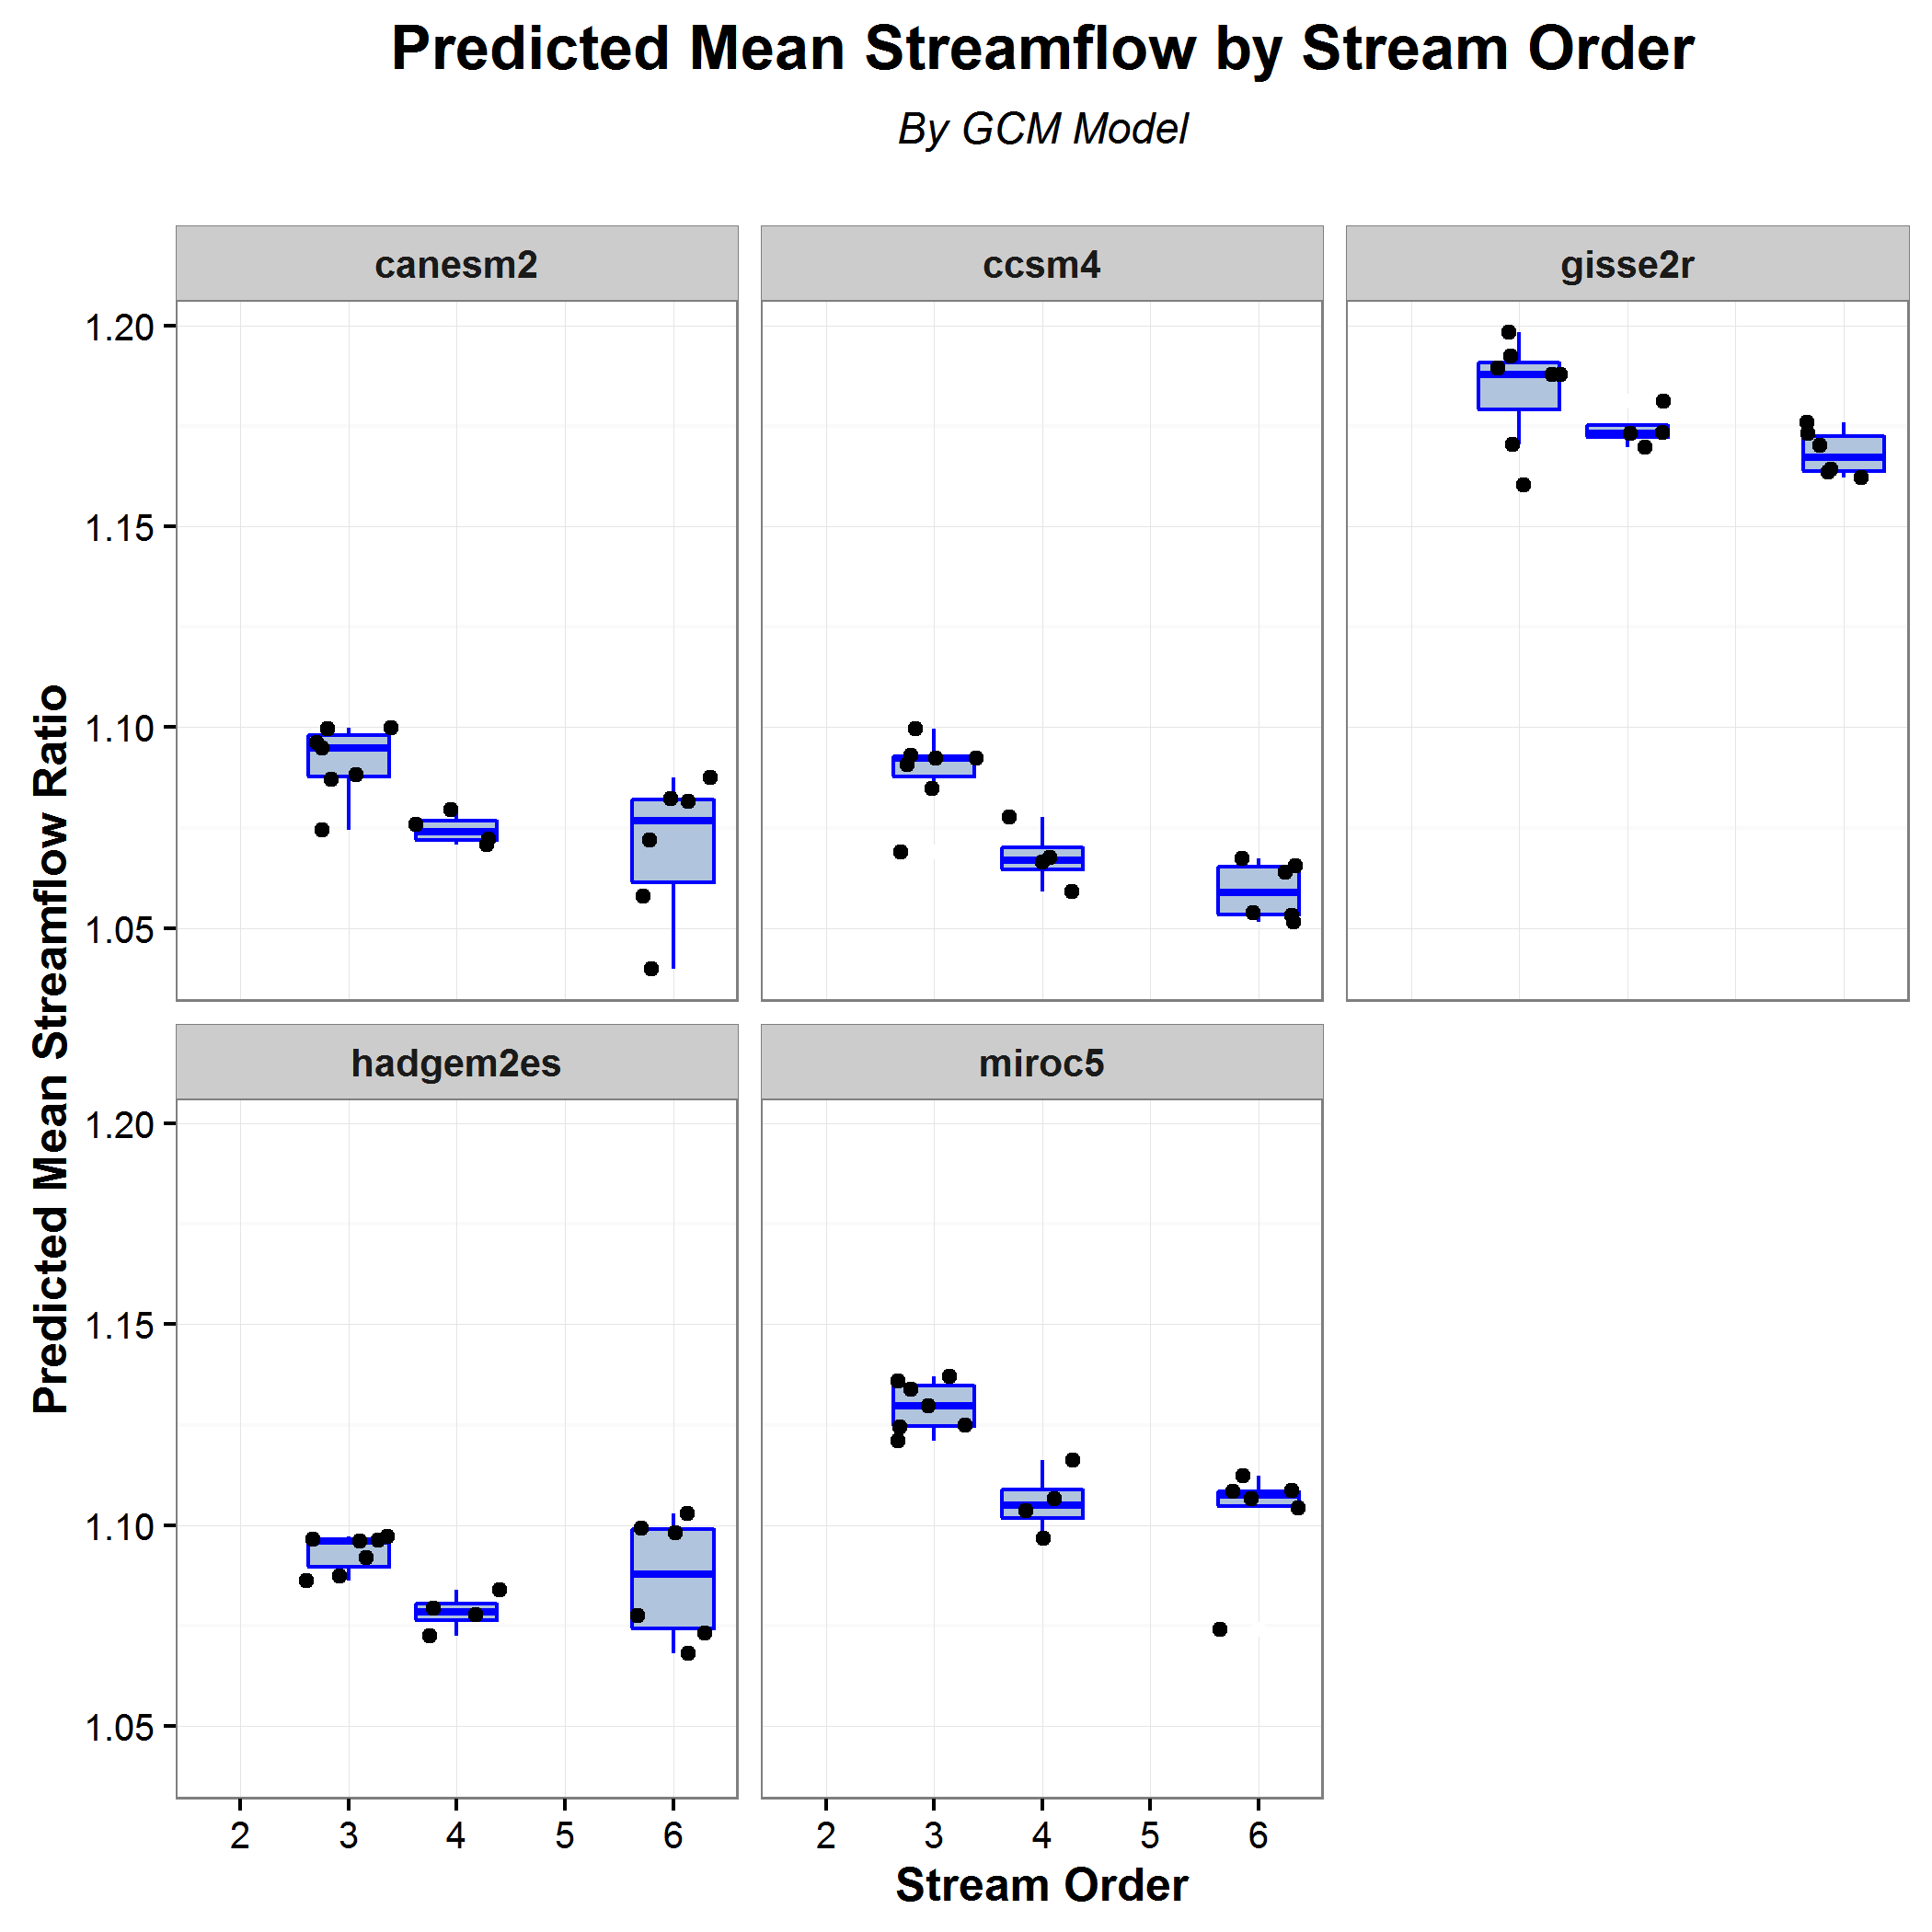 Predicted Mean Streamflow by Stream Order
By GCM Model
canesm2
ccsm4
gisse2r
1.20
1.15
1.10
1.05
hadgem2es
miroc5
1.20
1.15
1.10
1.05
2 3 4 5 6
2 3 4 5 6
Stream Order
Predicted Mean Streamflow Ratio